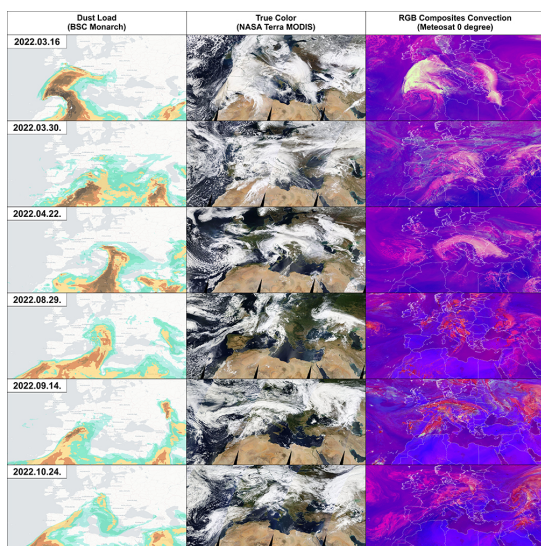 Dust Load
(BSC Monarch)
True Color
(NASA Terra MODIS)
RGB Composites Convection
(Meteosat 0 degree)
2022.03.16
2022.03.30.
2022.04.22.
2022.08.29.
2022.09.14.
2022.10.24.